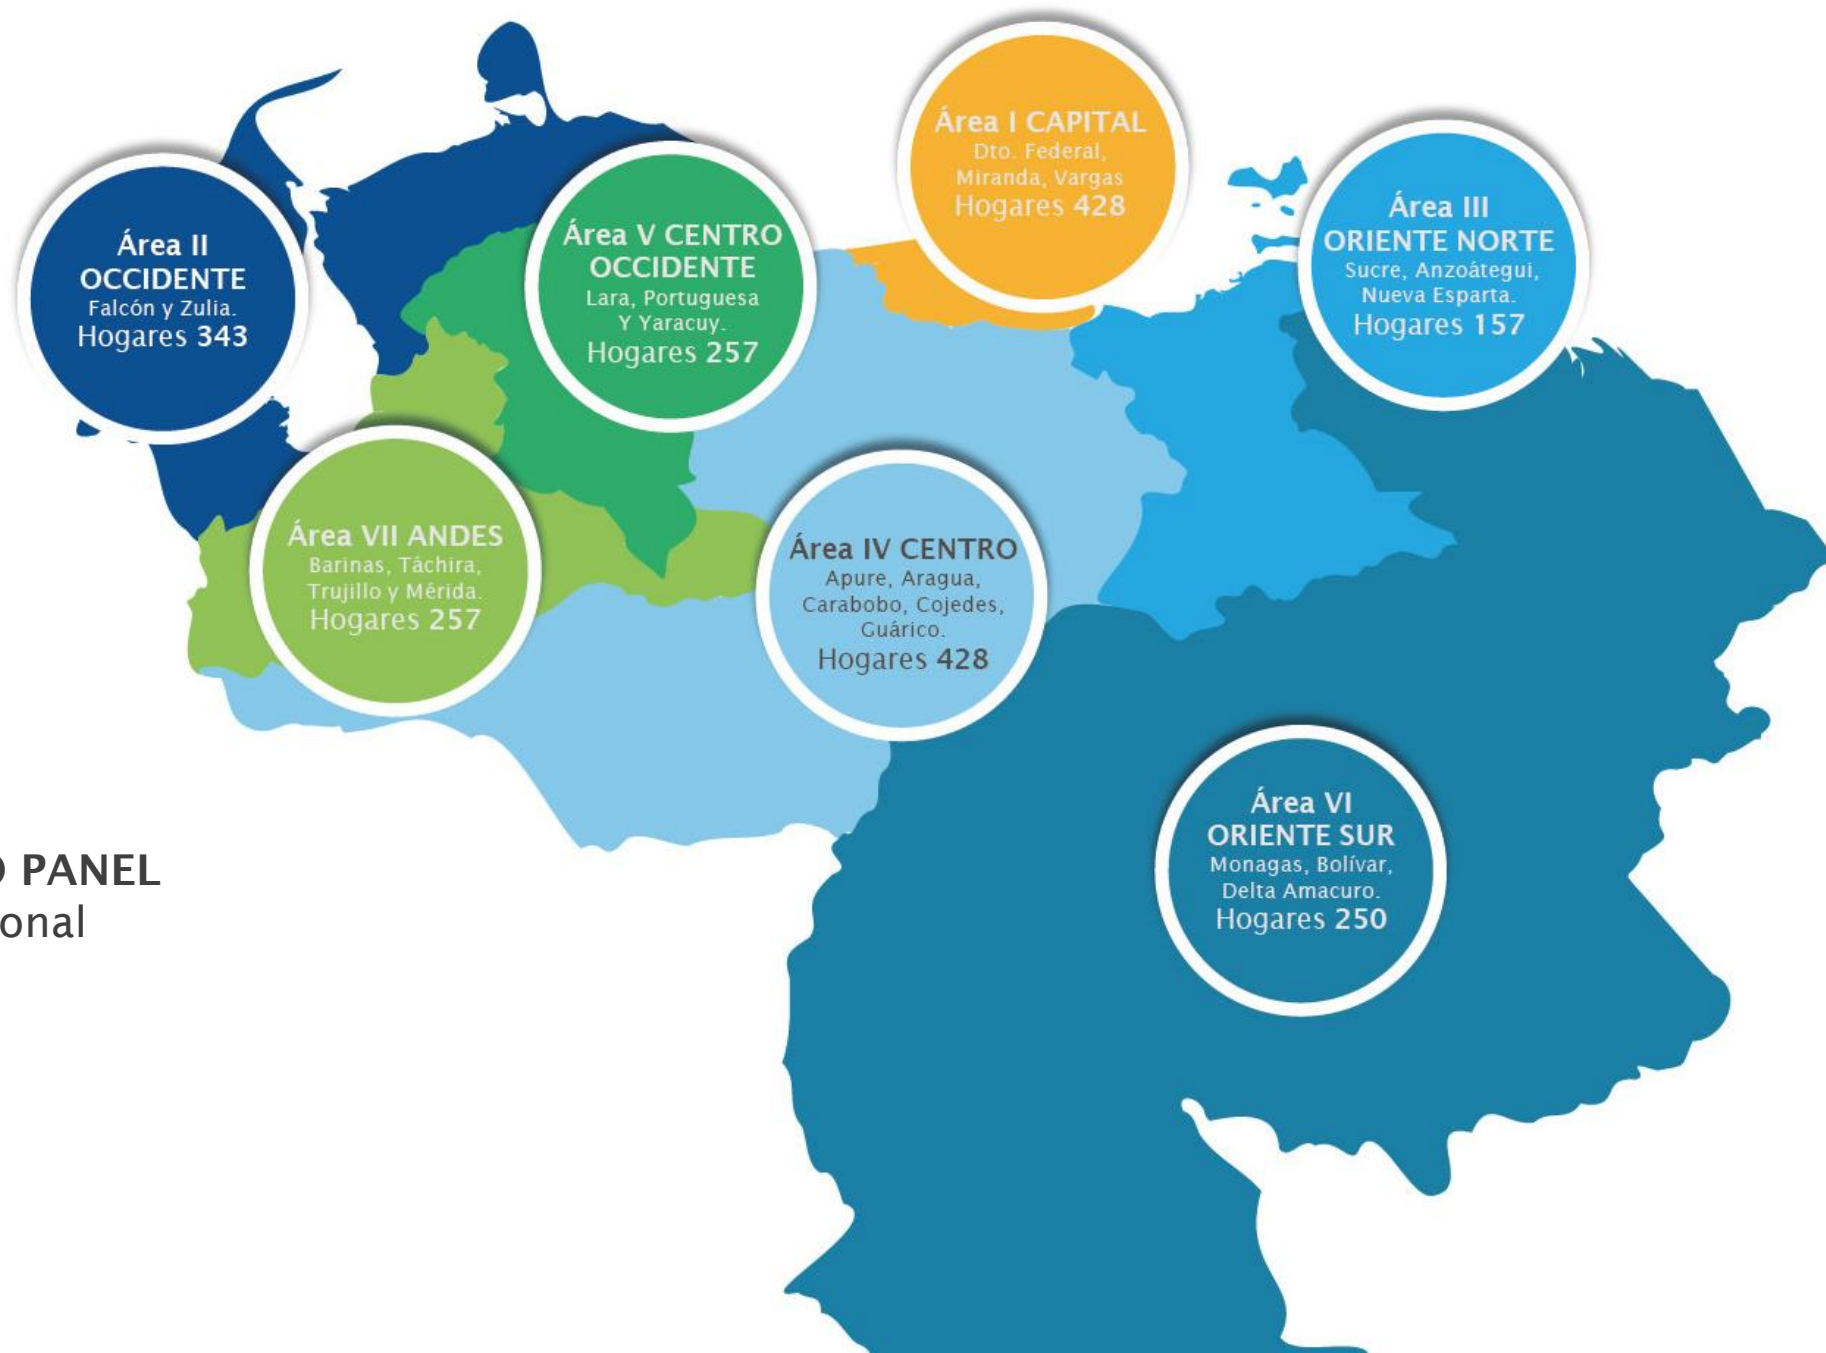 Área I CAPITAL
Dto. Federal,
Miranda, Vargas
Hogares 428
Área II
OCCIDENTE
Falcón y Zulia.
Hogares 343
Área V CENTRO
OCCIDENTE
Lara, Portuguesa
Y Yaracuy.
Hogares 257
Área III
ORIENTE NORTE
Sucre, Anzoátegui,
Nueva Esparta.
Hogares 157
Área VII ANDES
Barinas, Táchira,
Trujillo y Mérida.
Hogares 257
Área IV CENTRO
Apure, Aragua,
Carabobo, Cojedes,
Guárico.
Hogares 428
Área VI
ORIENTE SUR
Monagas, Bolívar,
Delta Amacuro.
Hogares 250
PANEL
onal